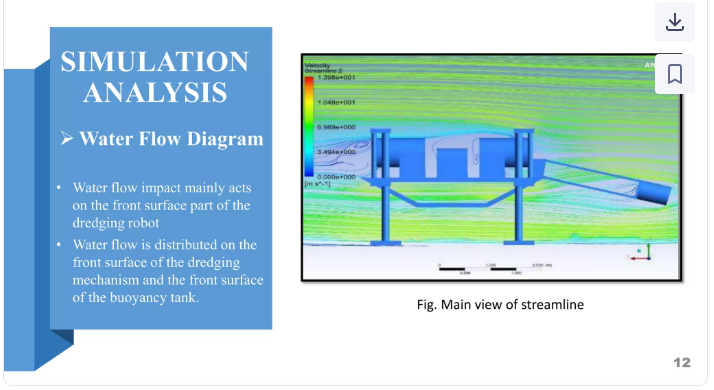 SIMULATION
ANALYSIS
➢ Water Flow Diagram
• Water flow impact mainly acts
on the front surface part of the
dredging robot
• Water flow is distributed on the
front surface of the dredging
mechanism and the front surface
of the buoyancy tank.
Velocity
Streamline 2
1.398e+001
1.048e+001
6.989e+000
3.494e+000
0.000e+000
[m s^-1]
AN
0 1.000 2.000 (m)
0.500 1.500
Fig. Main view of streamline
12